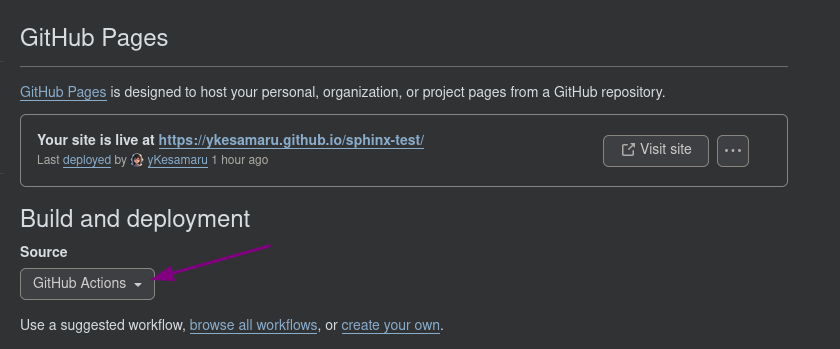 GitHub Pages
GitHub Pages is designed to host your personal, organization, or project pages from a GitHub repository.
Your site is live at https://ykesamaru.github.io/sphinx-test/
Visit site
Last deployed by yKesamaru 1 hour ago
Build and deployment
Source
GitHub Actions
Use a suggested workflow, browse all workflows, or create your own.